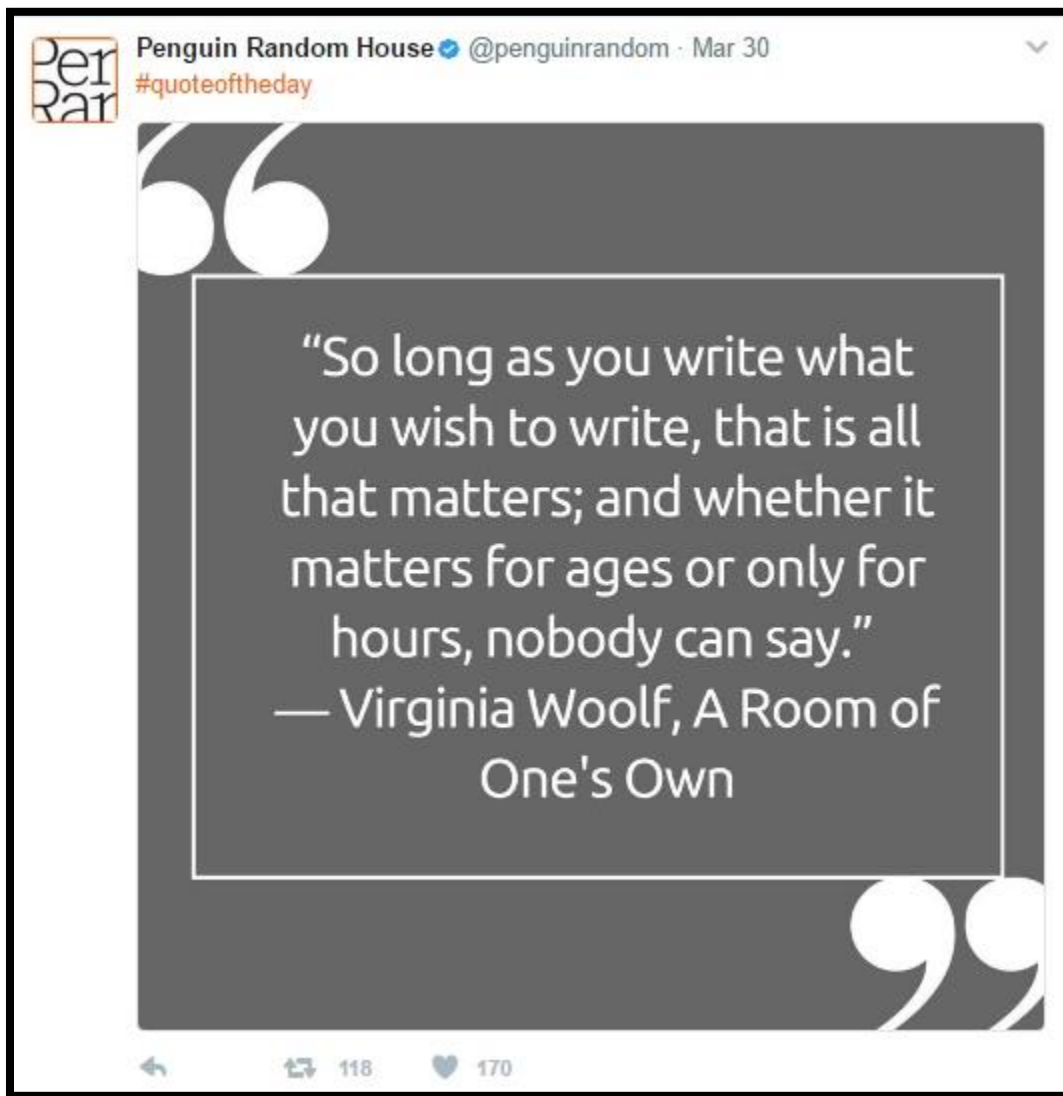 Per
Ran
Penguin Random House @penguinrandom · Mar 30
#quoteoftheday
“So long as you write what
you wish to write, that is all
that matters; and whether it
matters for ages or only for
hours, nobody can say.”
— Virginia Woolf, A Room of
One's Own
118 170